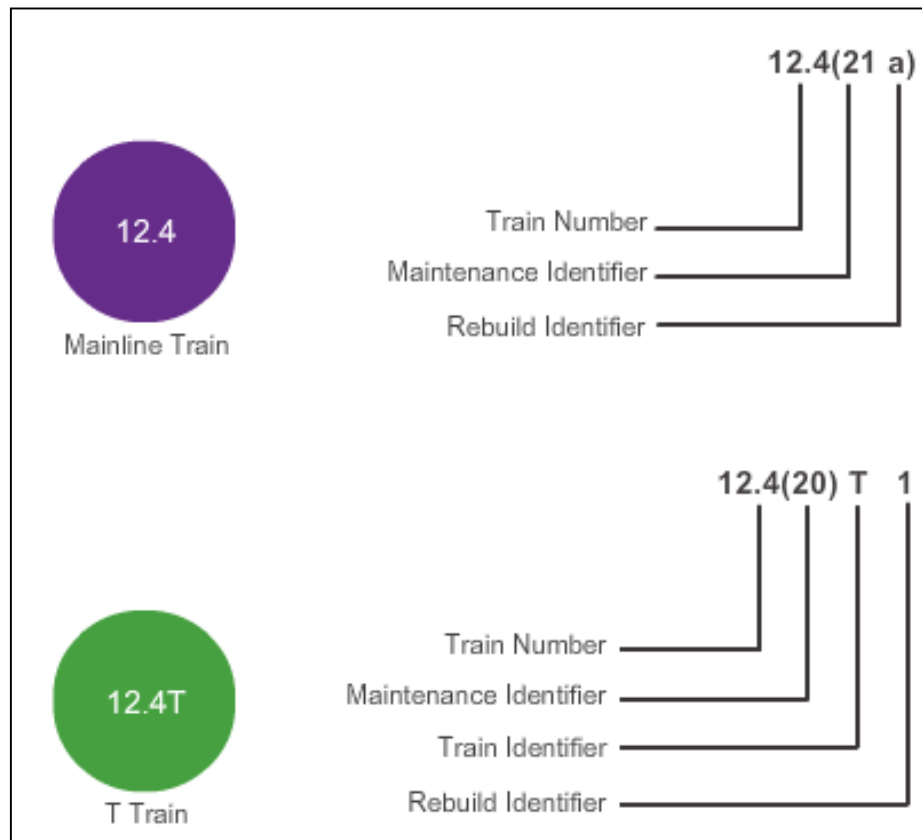 12.4(21 a)
12.4
Train Number
Maintenance Identifier
Rebuild Identifier
Mainline Train
12.4(20) T 1
Train Number
Maintenance Identifier
12.4T
Train Identifier
Rebuild Identifier
T Train